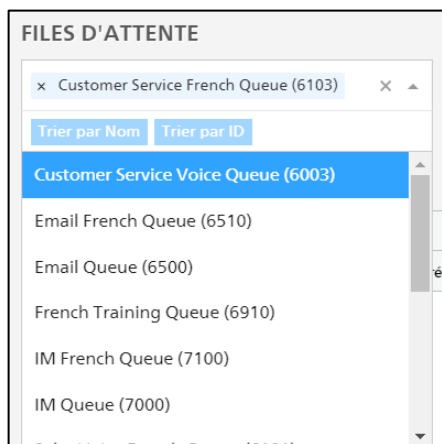 FILES D'ATTENTE
× Customer Service French Queue (6103) ×
Trier par Nom Trier par ID
Customer Service Voice Queue (6003)
Email French Queue (6510)
Email Queue (6500)
French Training Queue (6910)
IM French Queue (7100)
IM Queue (7000)